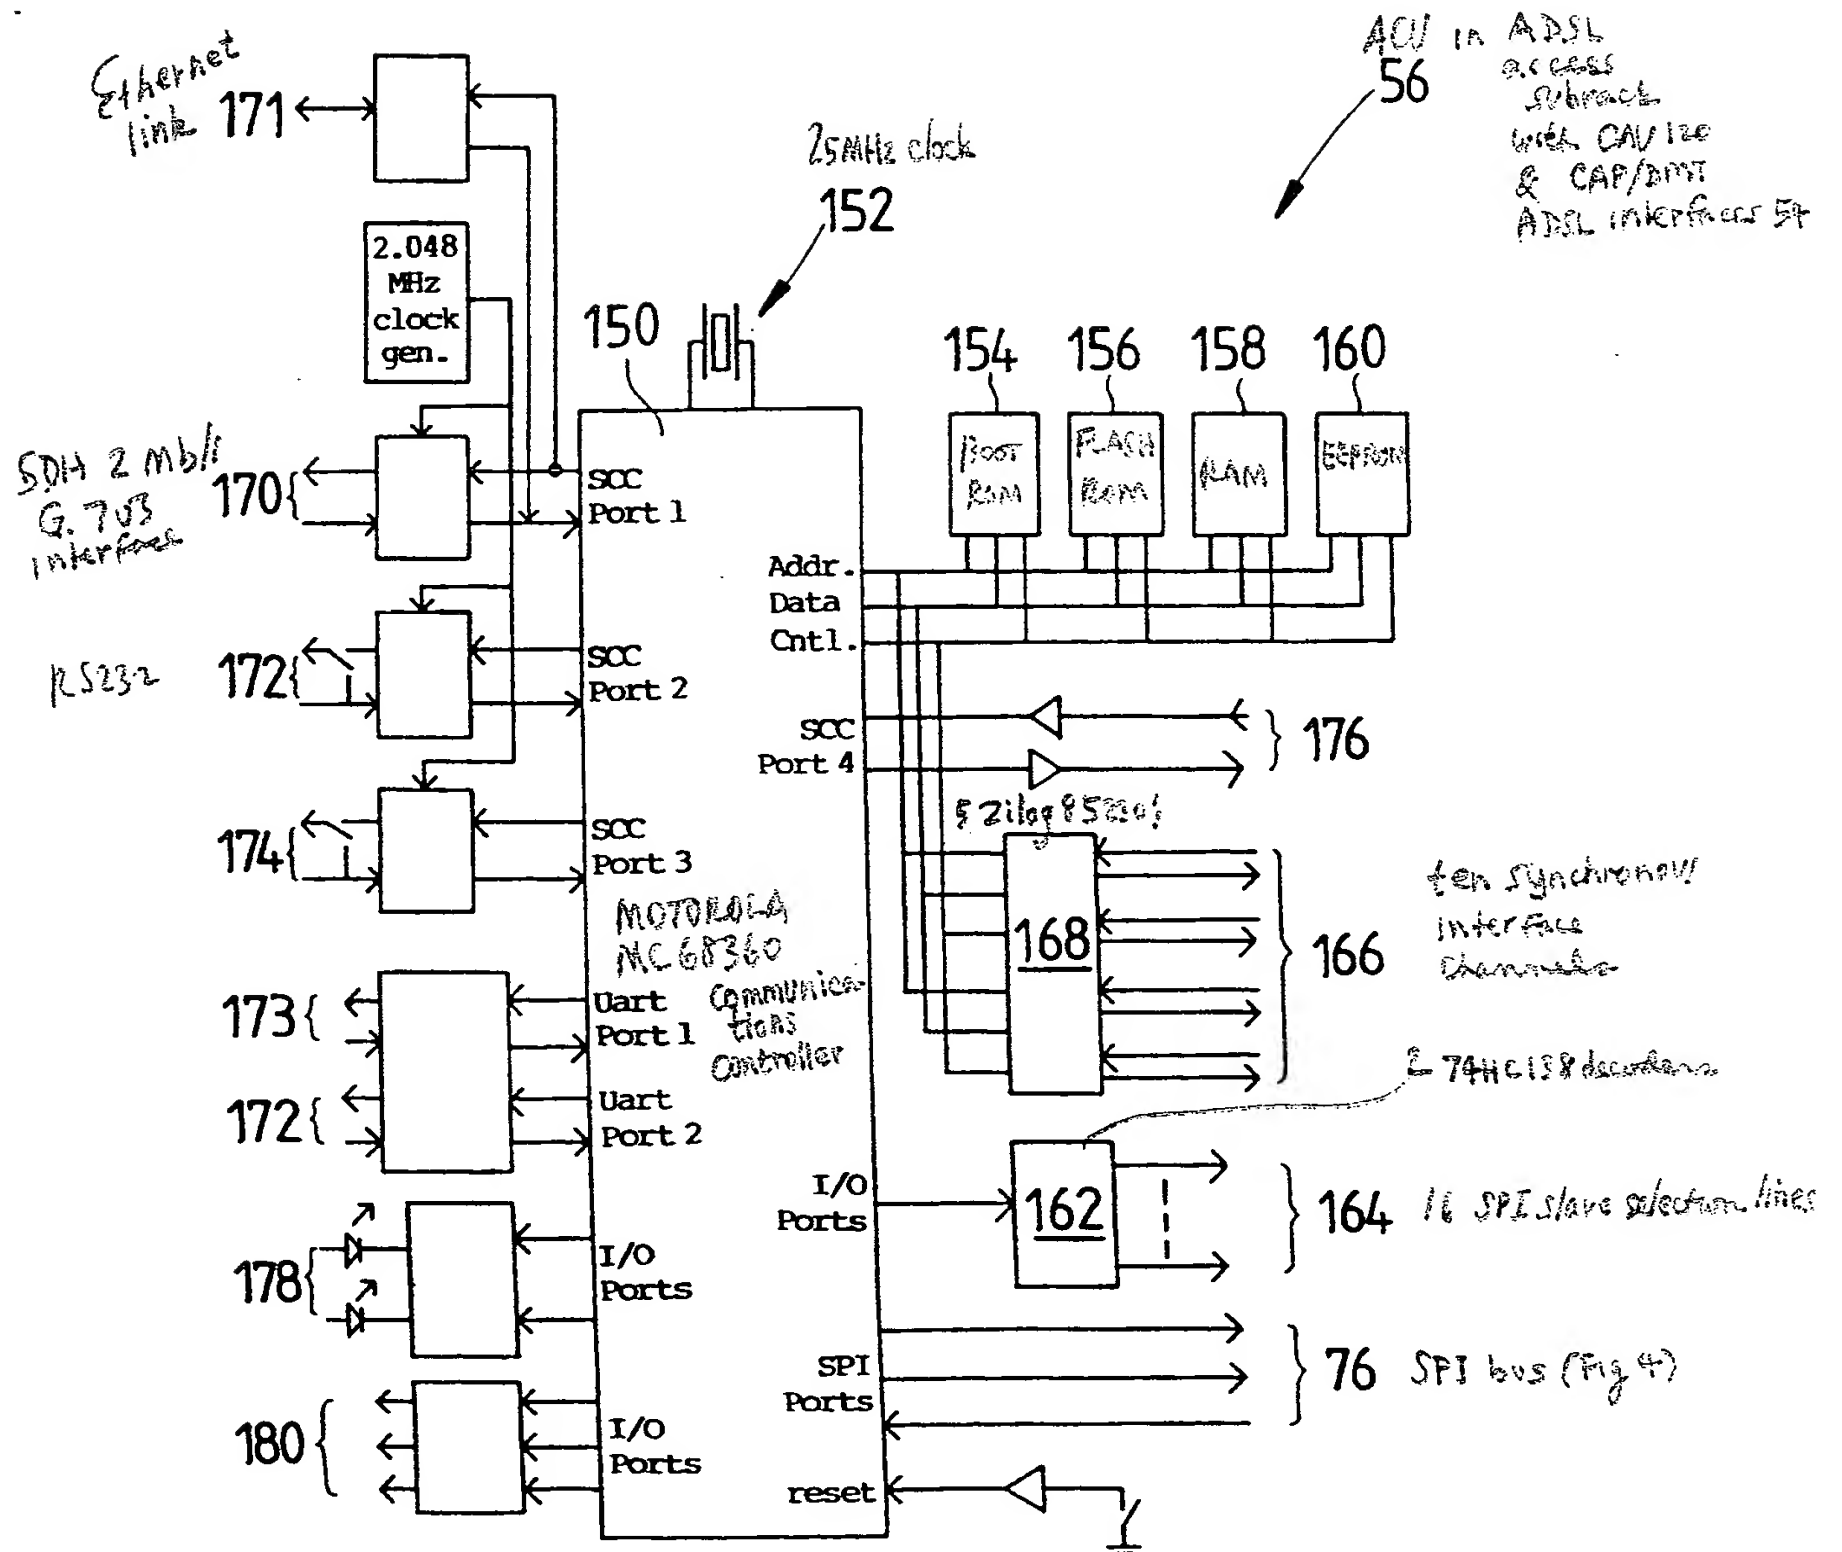 Ethernet
link 171
25MHz clock
152
ACU in ADSL
56 access
subrack
with CAU 120
& CAP/DMT
ADSL interfaces 54
2.048
MHz
clock
gen.
150
154 156 158 160
BOOT
ROM
FLASH
ROM
RAM
EEPROM
SDH 2 Mb/s
170
G.703
interface
SCC
Port 1
Addr.
Data
Cntl.
RS232
172
SCC
Port 2
SCC
Port 4
176
174
SCC
Port 3
5 Zilog 85230s
168
166
ten synchronous
interface
channels
MOTOROLA
MC68360
communica-
tions
controller
173
Uart
Port 1
172
Uart
Port 2
2 74HC138 decoders
I/O
Ports
162
164 16 SPI slave selection lines
178
I/O
Ports
SPI
Ports
76 SPI bus (Fig 4)
180
I/O
Ports
reset